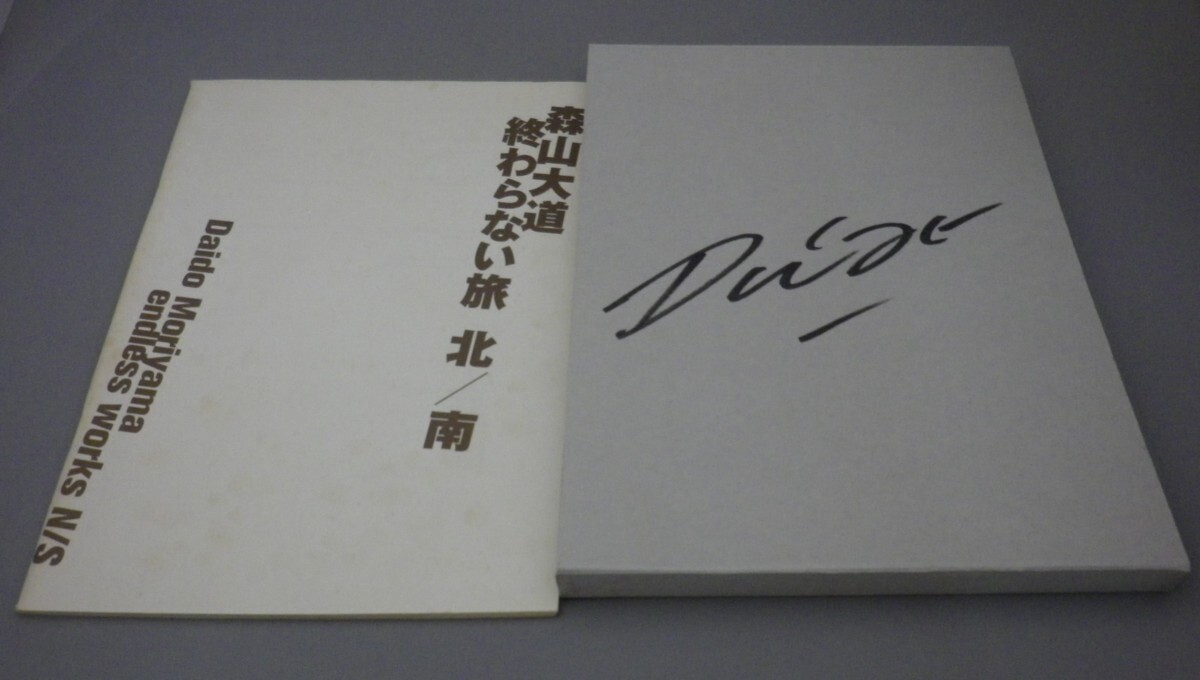 森山大道
終わらない旅 北/南
Daido Moriyama
endless works N/S
Daido